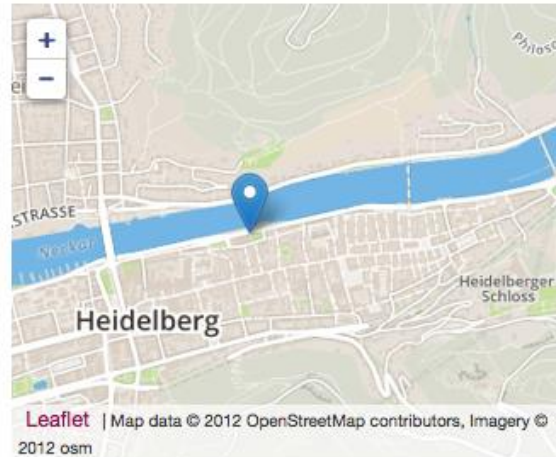 +
−
Philoso
STRASSE
Neckar
Heidelberger
Schloss
Heidelberg
Leaflet | Map data © 2012 OpenStreetMap contributors, Imagery ©
2012 osm